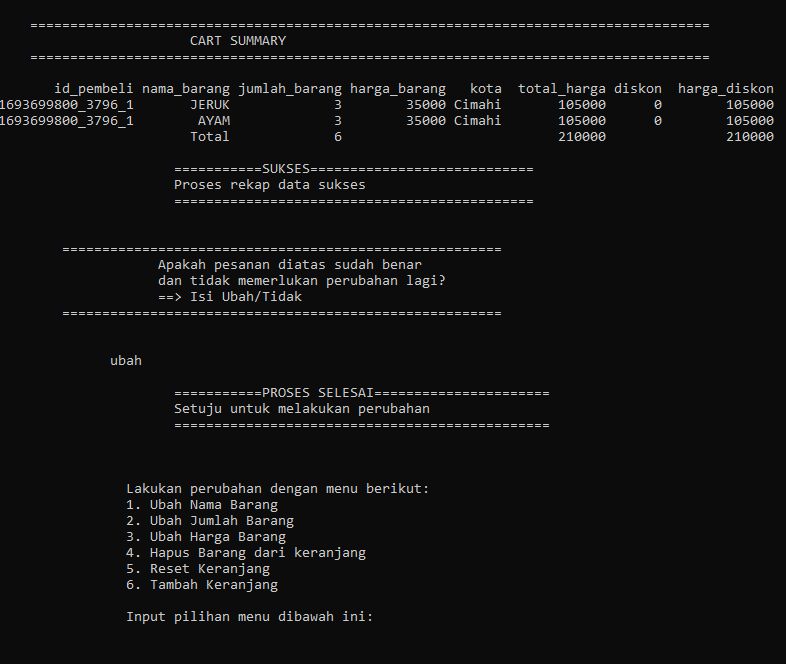 =====================================================================================
CART SUMMARY
=====================================================================================
id_pembeli nama_barang jumlah_barang harga_barang kota total_harga diskon harga_diskon
1693699800_3796_1 JERUK 3 35000 Cimahi 105000 0 105000
1693699800_3796_1 AYAM 3 35000 Cimahi 105000 0 105000
Total 6 210000 210000
===========SUKSES============================
Proses rekap data sukses
=============================================
=======================================================
Apakah pesanan diatas sudah benar
dan tidak memerlukan perubahan lagi?
==> Isi Ubah/Tidak
=======================================================
ubah
===========PROSES SELESAI======================
Setuju untuk melakukan perubahan
===============================================
Lakukan perubahan dengan menu berikut:
1. Ubah Nama Barang
2. Ubah Jumlah Barang
3. Ubah Harga Barang
4. Hapus Barang dari keranjang
5. Reset Keranjang
6. Tambah Keranjang
Input pilihan menu dibawah ini: